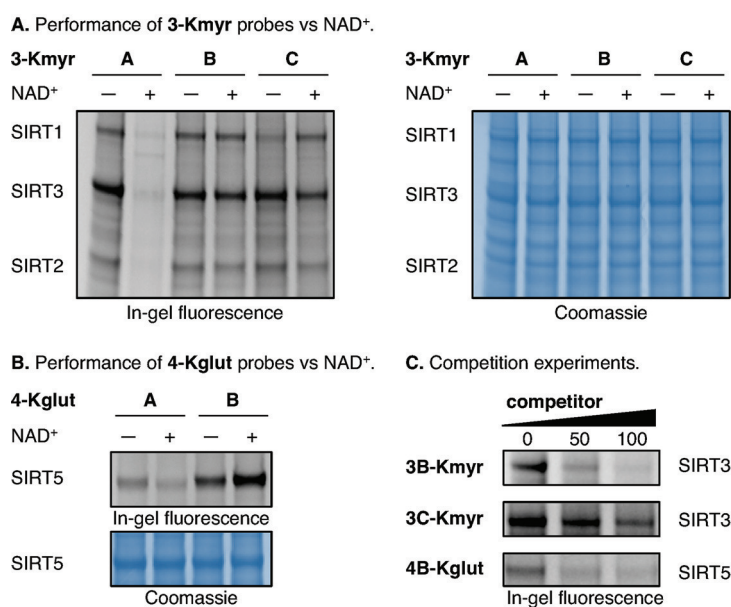 A. Performance of 3-Kmyr probes vs NAD⁺.
3-Kmyr A B C
NAD⁺ — + — + — +
SIRT1
SIRT3
SIRT2
In-gel fluorescence
3-Kmyr A B C
NAD⁺ — + — + — +
SIRT1
SIRT3
SIRT2
Coomassie
B. Performance of 4-Kglut probes vs NAD⁺.
4-Kglut A B
NAD⁺ — + — +
SIRT5
In-gel fluorescence
SIRT5
Coomassie
C. Competition experiments.
competitor
0 50 100
3B-Kmyr SIRT3
3C-Kmyr SIRT3
4B-Kglut SIRT5
In-gel fluorescence